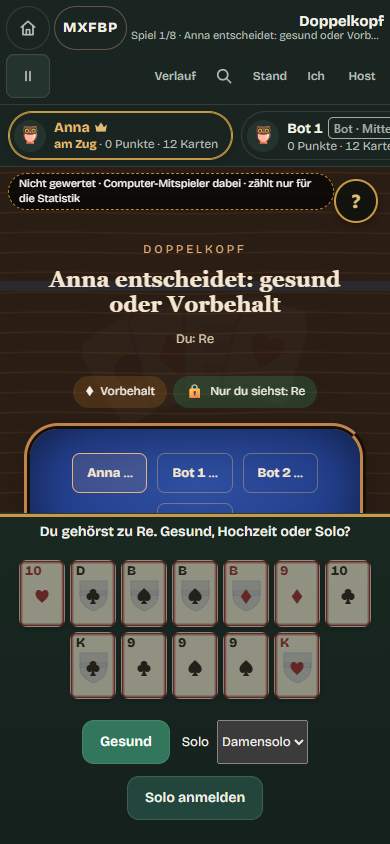 MXFBP
Doppelkopf
Spiel 1/8 · Anna entscheidet: gesund oder Vorb...
Verlauf
Stand
Ich
Host
Anna
am Zug · 0 Punkte · 12 Karten
Bot 1
Bot · Mitte
0 Punkte · 12 Karten
Nicht gewertet · Computer-Mitspieler dabei · zählt nur für
die Statistik
?
DOPPELKOPF
Anna entscheidet: gesund
oder Vorbehalt
Du: Re
Vorbehalt
Nur du siehst: Re
Anna ...
Bot 1 ...
Bot 2 ...
Du gehörst zu Re. Gesund, Hochzeit oder Solo?
10 D B B B 9 10
K 9 9 9 K
Gesund
Solo
Damensolo
Solo anmelden